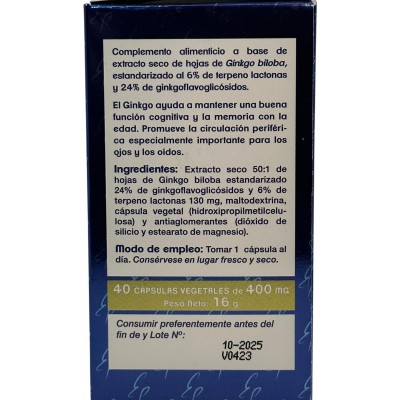 Complemento alimenticio a base de
extracto seco de hojas de Ginkgo biloba,
estandarizado al 6% de terpeno lactonas
y 24% de ginkgoflavoglicósidos.
El Ginkgo ayuda a mantener una buena
función cognitiva y la memoria con
la edad. Promueve la circulación periféri-
ca especialmente importante para los
ojos y los oidos.
Ingredientes: Extracto seco 50:1 de
hojas de Ginkgo biloba estandarizado
24% de ginkgoflavoglicósidos y 6% de
terpeno lactonas 130 mg, maltodextrina,
cápsula vegetal (hidroxipropilmetilcelu-
losa) y antiaglomerantes (dióxido de
silicio y estearato de magnesio).
Modo de empleo: Tomar 1 cápsula al
día. Consérvese en lugar fresco y seco.
40 CÁPSULAS VEGETALES de 400 MG
Peso Neto: 16 g
Consumir preferentemente antes del
fin de y Lote Nº:
10-2025
V0423